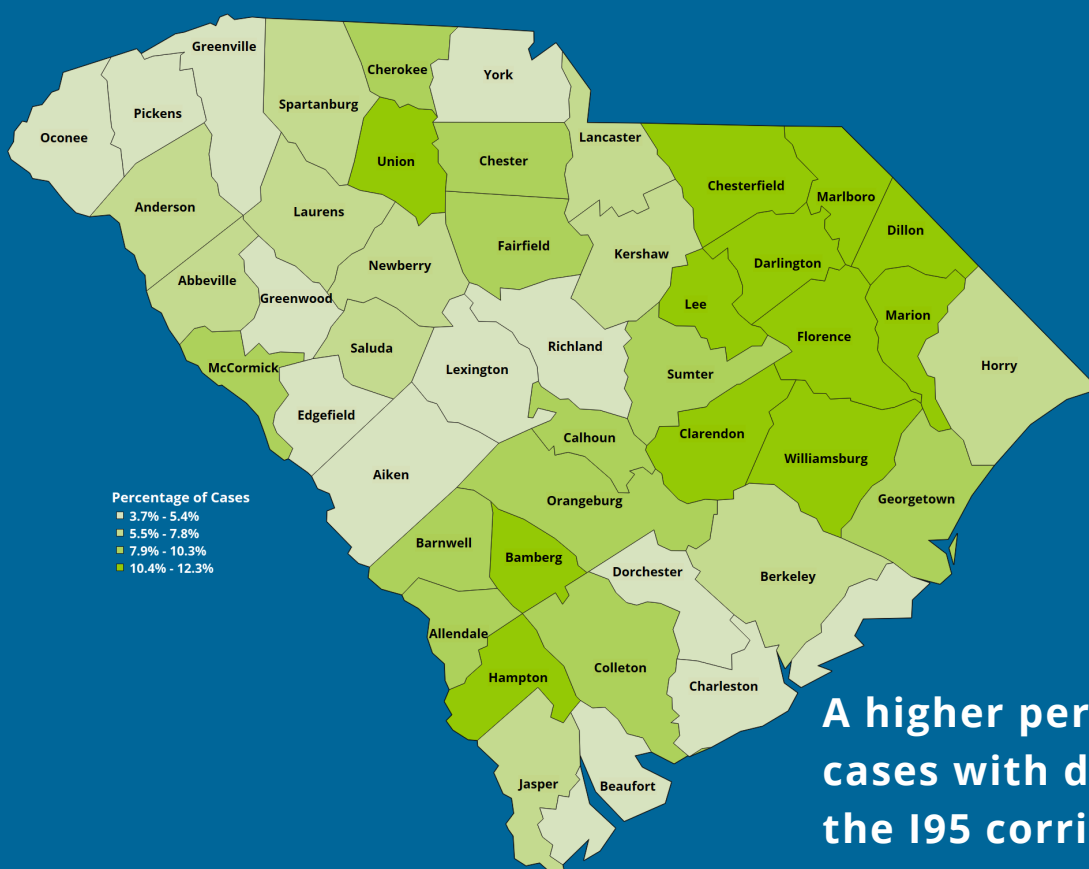 Greenville
Cherokee
York
Spartanburg
Pickens
Oconee
Lancaster
Union
Chester
Chesterfield
Marlboro
Anderson
Laurens
Dillon
Fairfield
Kershaw
Darlington
Newberry
Abbeville
Greenwood
Lee
Marion
Florence
Saluda
Richland
McCormick
Lexington
Sumter
Horry
Edgefield
Calhoun
Clarendon
Williamsburg
Aiken
Orangeburg
Georgetown
Percentage of Cases
3.7% - 5.4%
5.5% - 7.8%
7.9% - 10.3%
10.4% - 12.3%
Barnwell
Bamberg
Dorchester
Berkeley
Allendale
Colleton
Hampton
Charleston
Jasper
Beaufort
A higher per
cases with d
the I95 corri